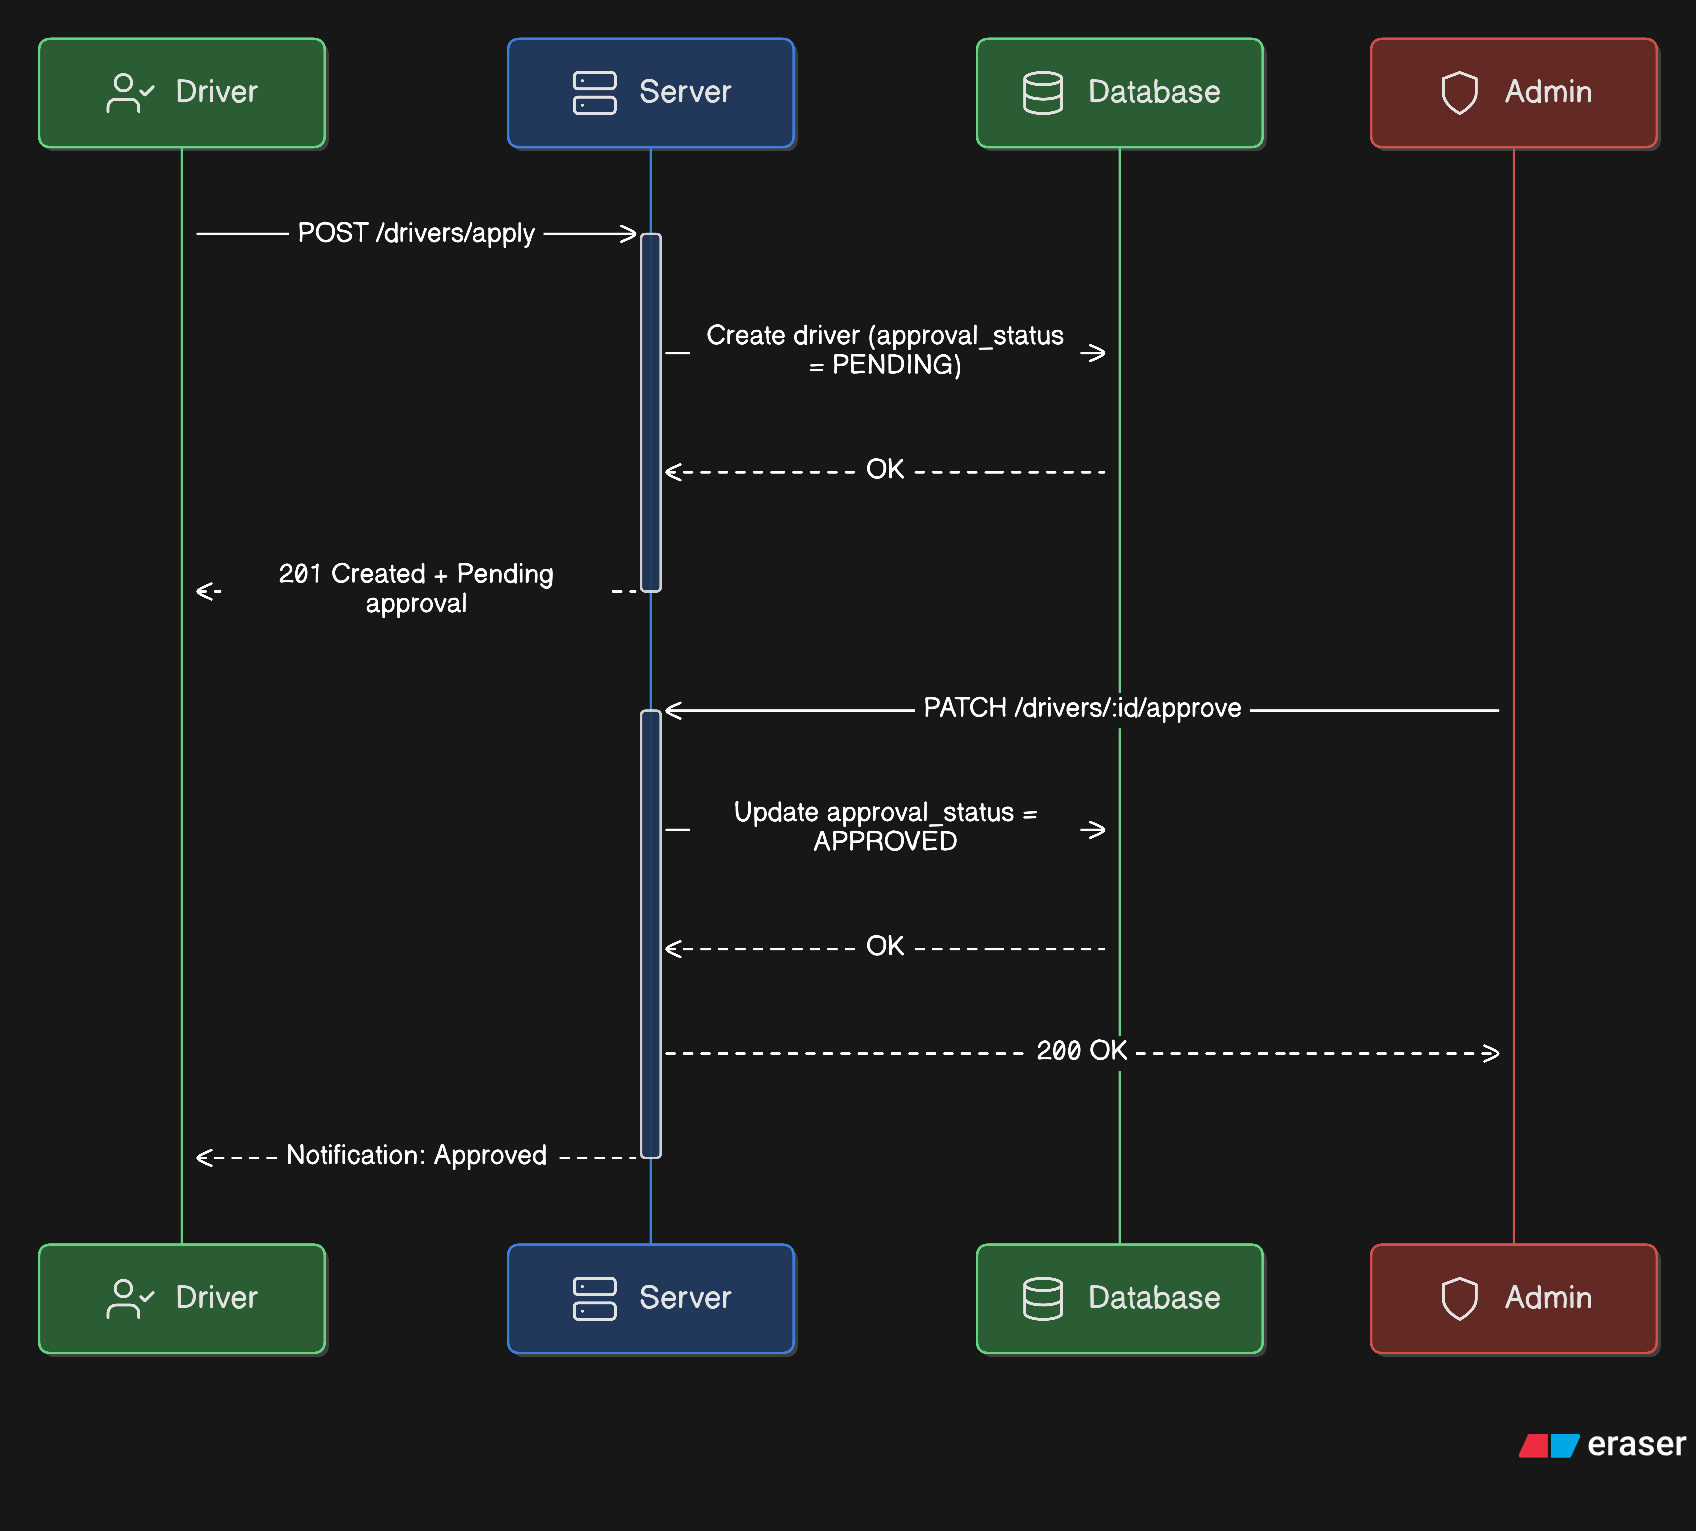 Driver
Server
Database
Admin
POST /drivers/apply
Create driver (approval_status
= PENDING)
OK
201 Created + Pending
approval
PATCH /drivers/:id/approve
Update approval_status =
APPROVED
OK
200 OK
Notification: Approved
Driver
Server
Database
Admin
eraser